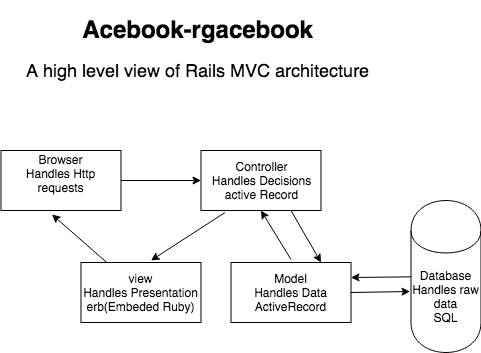 Acebook-rgacebook
A high level view of Rails MVC architecture
Browser
Handles Http
requests
Controller
Handles Decisions
active Record
view
Handles Presentation
erb(Embeded Ruby)
Model
Handles Data
ActiveRecord
Database
Handles raw
data
SQL